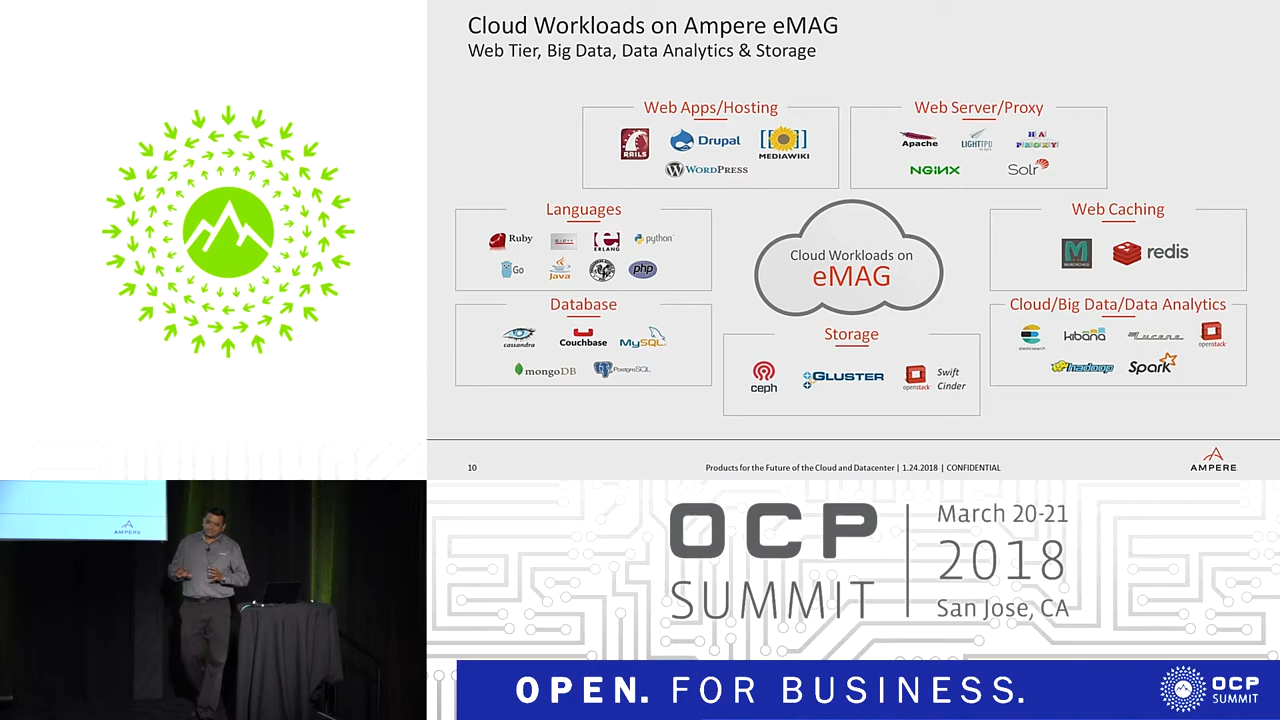 Cloud Workloads on Ampere eMAG
Web Tier, Big Data, Data Analytics & Storage
Web Apps/Hosting
RAILS
Drupal
MEDIAWIKI
WORDPRESS
Web Server/Proxy
Apache
LIGHTTPD
HAPROXY
NGINX
Solr
Languages
Ruby
ERLANG
python
Go
Java
php
Cloud Workloads on
eMAG
Web Caching
MEMCACHED
redis
Database
cassandra
Couchbase
MySQL
mongoDB
PostgreSQL
Storage
ceph
GLUSTER
openstack
Swift
Cinder
Cloud/Big Data/Data Analytics
elasticsearch
kibana
Lucene
openstack
hadoop
Spark
10
Products for the Future of the Cloud and Datacenter | 1.24.2018 | CONFIDENTIAL
AMPERE
AMPERE
OCP
SUMMIT
March 20-21
2018
San Jose, CA
OPEN. FOR BUSINESS.
OCP
SUMMIT